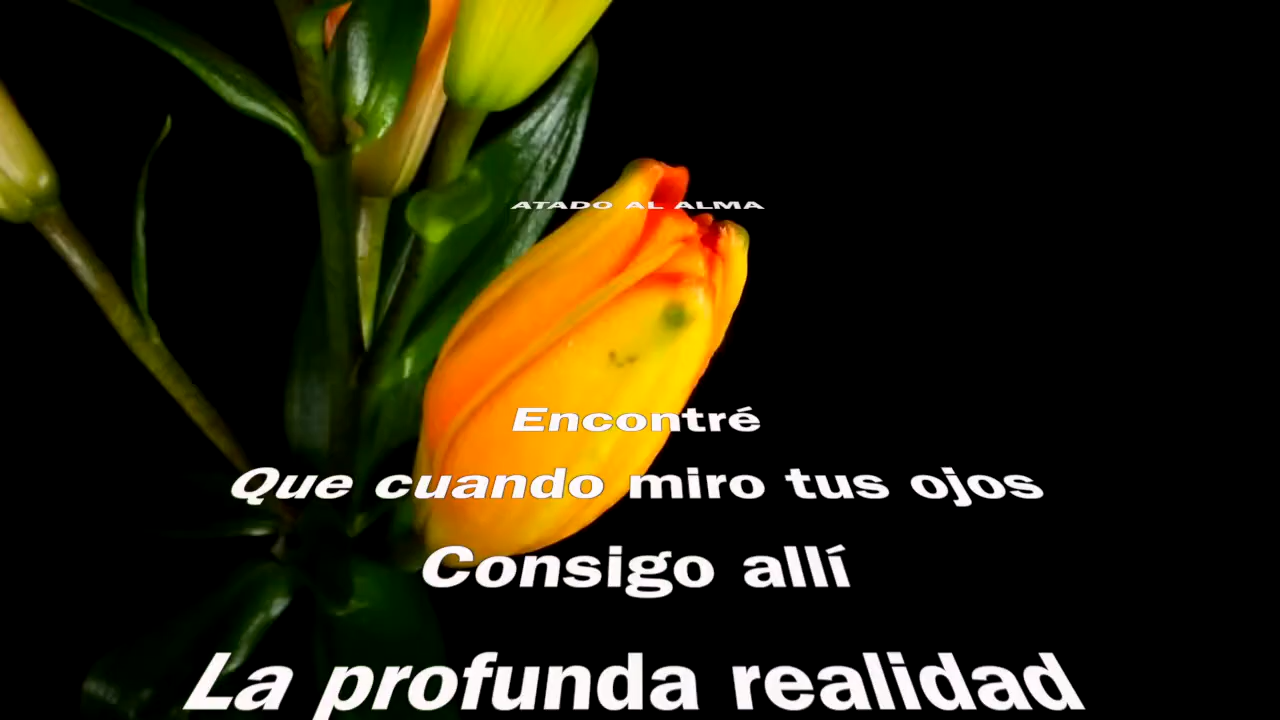 ATADO AL ALMA
Encontré
Que cuando miro tus ojos
Consigo allí
La profunda realidad